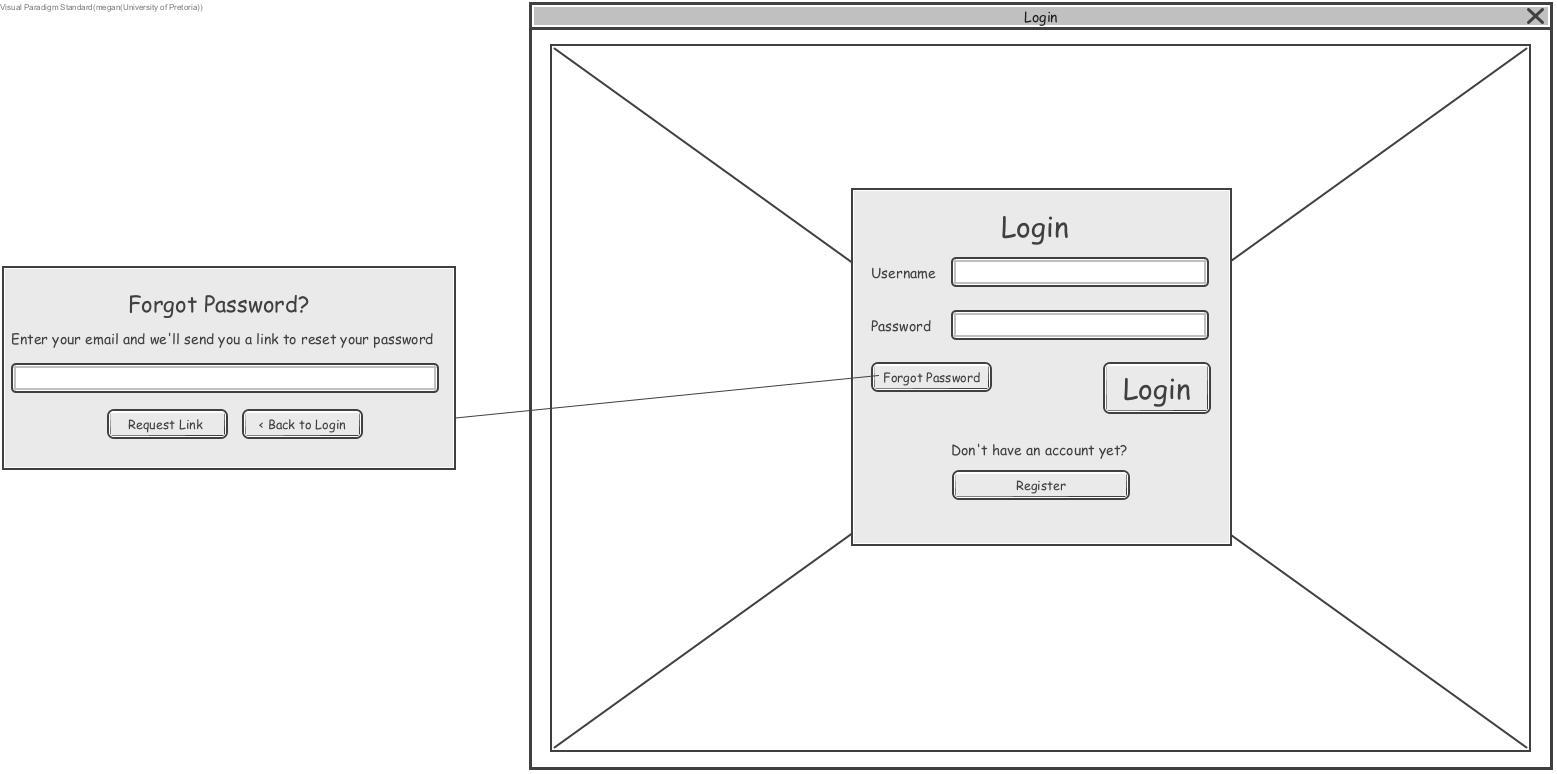 Visual Paradigm Standard(megan(University of Pretoria))
Login
Login
Username
Password
Forgot Password
Login
Don't have an account yet?
Register
Forgot Password?
Enter your email and we'll send you a link to reset your password
Request Link
< Back to Login